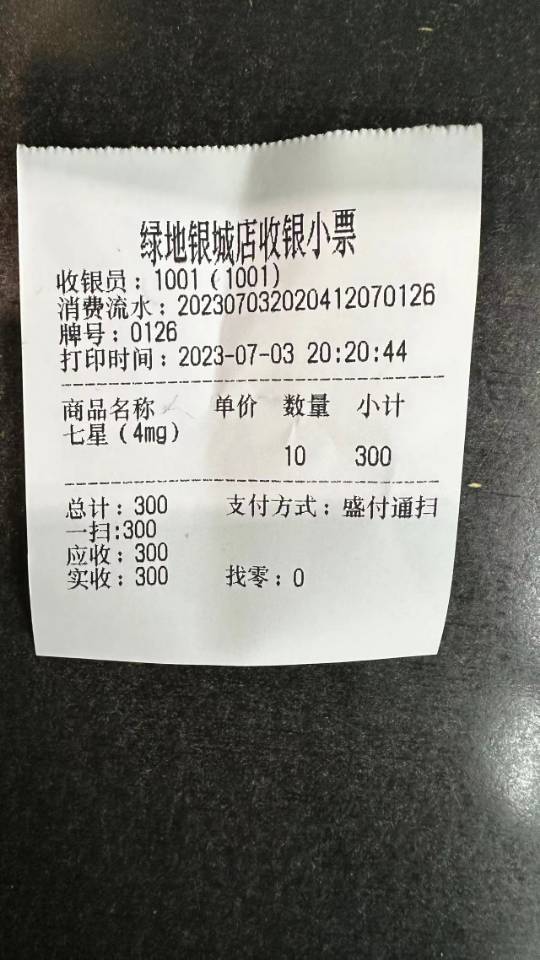 绿地银城店收银小票
收银员：1001（1001）
消费流水：202307032020412070126
牌号：0126
打印时间：2023-07-03 20:20:44
商品名称 单价 数量 小计
七星（4mg）
10 300
总计：300 支付方式：盛付通扫
一扫:300
应收：300
实收：300 找零：0